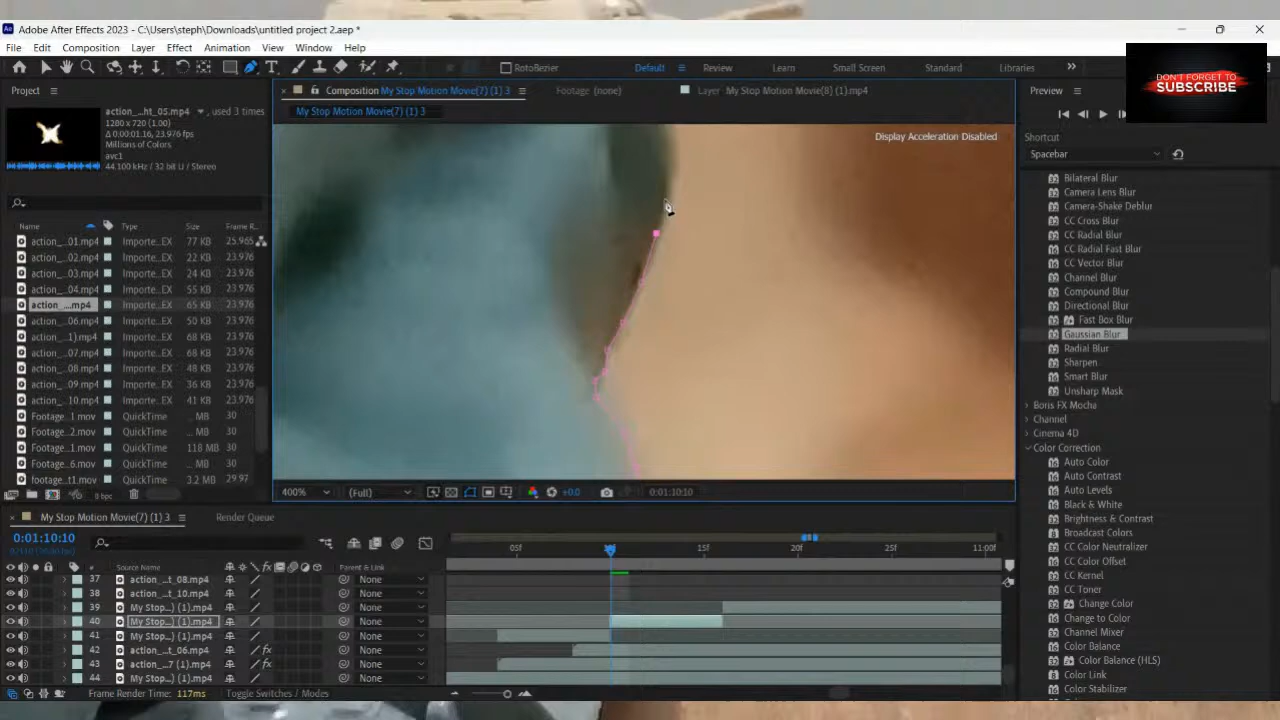 Adobe After Effects 2023 - C:\Users\steph\Downloads\untitled project 2.aep *
File Edit Composition Layer Effect Animation View Window Help
RotoBezier Default Review Learn Small Screen Standard Libraries
DON'T FORGET TO
SUBSCRIBE
Project
action_...ht_05.mp4 , used 3 times
1280 x 720 (1.00)
Δ 0:00:01:16, 23.976 fps
Millions of Colors
avc1
44.100 kHz / 32 bit U / Stereo
Name Type Frame R...
action_...01.mp4 Importe...EX 77 KB 25.965
action_...02.mp4 Importe...EX 22 KB 23.976
action_...03.mp4 Importe...EX 24 KB 23.976
action_...04.mp4 Importe...EX 55 KB 23.976
action_....mp4 Importe...EX 65 KB 23.976
action_...06.mp4 Importe...EX 50 KB 23.976
action_...1).mp4 Importe...EX 37 KB 23.976
action_...07.mp4 Importe...EX 44 KB 23.976
action_...08.mp4 Importe...EX 48 KB 23.976
action_...09.mp4 Importe...EX 36 KB 23.976
action_...10.mp4 Importe...EX 41 KB 23.976
Footage...1.mov QuickTime ... MB 30
Footage...2.mov QuickTime ... MB 30
Footage...1.mov QuickTime 118 MB 30
Footage...6.mov QuickTime ... MB 30
footage...t1.mov QuickTime 3.2 MB 29.97
8 bpc
Composition My Stop Motion Movie(7) (1) 3
Footage (none)
Layer My Stop Motion Movie(8) (1).mp4
My Stop Motion Movie(7) (1) 3
Display Acceleration Disabled
400% (Full) +0.0 0:01:10:10
Preview
Shortcut
Spacebar
Bilateral Blur
Camera Lens Blur
Camera-Shake Deblur
CC Cross Blur
CC Radial Blur
CC Radial Fast Blur
CC Vector Blur
Channel Blur
Compound Blur
Directional Blur
Fast Box Blur
Gaussian Blur
Radial Blur
Sharpen
Smart Blur
Unsharp Mask
Boris FX Mocha
Channel
Cinema 4D
Color Correction
Auto Color
Auto Contrast
Auto Levels
Black & White
Brightness & Contrast
Broadcast Colors
CC Color Neutralizer
CC Color Offset
CC Kernel
CC Toner
Change Color
Change to Color
Channel Mixer
Color Balance
Color Balance (HLS)
Color Link
Color Stabilizer
My Stop Motion Movie(7) (1) 3
Render Queue
0:01:10:10
05f 15f 20f 25f 11:00f
# Source Name Parent & Link
37 action_...t_08.mp4 None
38 action_...t_10.mp4 None
39 My Stop...) (1).mp4 None
40 My Stop...) (1).mp4 None
41 My Stop...) (1).mp4 None
42 action_...t_06.mp4 None
43 action_...7 (1).mp4 None
44 My Stop...) (1).mp4 None
Frame Render Time: 117ms Toggle Switches / Modes